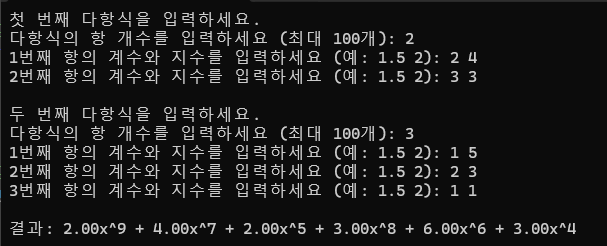 첫 번째 다항식을 입력하세요.
다항식의 항 개수를 입력하세요 (최대 100개): 2
1번째 항의 계수와 지수를 입력하세요 (예: 1.5 2): 2 4
2번째 항의 계수와 지수를 입력하세요 (예: 1.5 2): 3 3
두 번째 다항식을 입력하세요.
다항식의 항 개수를 입력하세요 (최대 100개): 3
1번째 항의 계수와 지수를 입력하세요 (예: 1.5 2): 1 5
2번째 항의 계수와 지수를 입력하세요 (예: 1.5 2): 2 3
3번째 항의 계수와 지수를 입력하세요 (예: 1.5 2): 1 1
결과: 2.00x^9 + 4.00x^7 + 2.00x^5 + 3.00x^8 + 6.00x^6 + 3.00x^4